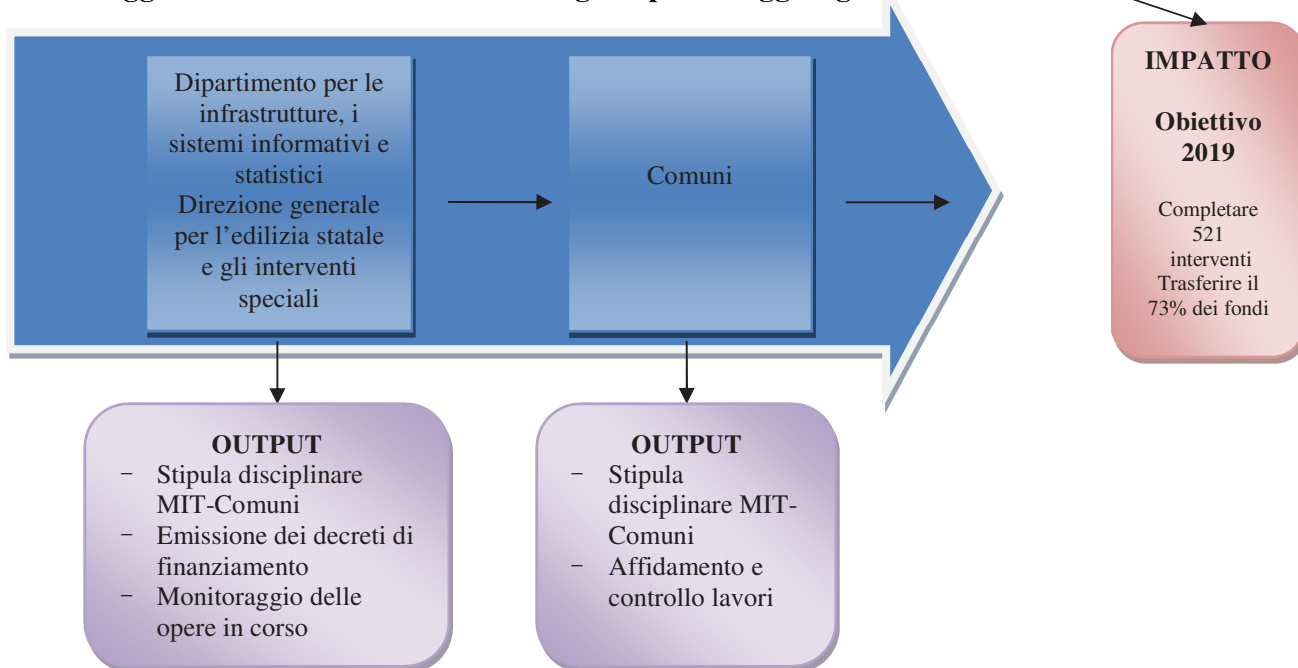 Dipartimento per le
infrastrutture, i
sistemi informativi e
statistici
Direzione generale
per l'edilizia statale
e gli interventi
speciali
Comuni
IMPATTO
Obiettivo
2019
Completare
521
interventi
Trasferire il
73% dei fondi
OUTPUT
- Stipula disciplinare
MIT-Comuni
- Emissione dei decreti di
finanziamento
- Monitoraggio delle
opere in corso
OUTPUT
- Stipula
disciplinare MIT-
Comuni
- Affidamento e
controllo lavori